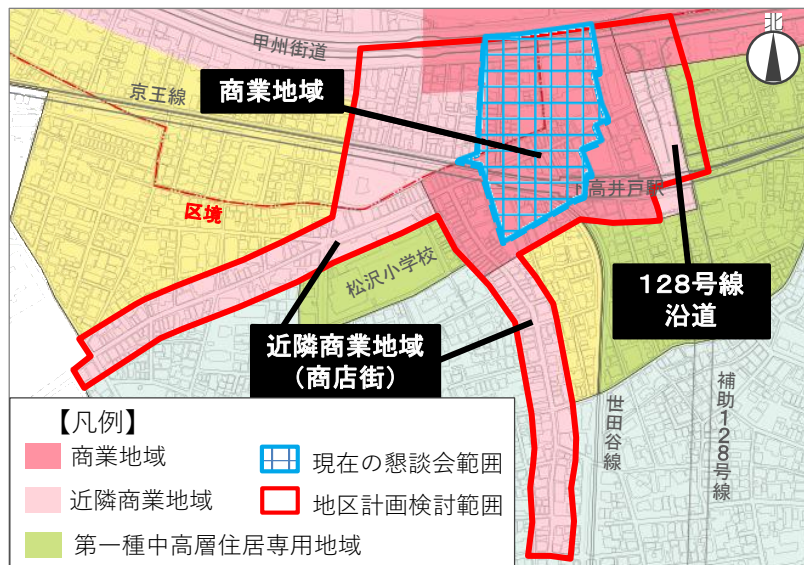 甲州街道
北
京王線
商業地域
区境
下高井戸駅
松沢小学校
128号線
沿道
近隣商業地域
(商店街)
世田谷線
補助128号線
【凡例】
商業地域
現在の懇談会範囲
近隣商業地域
地区計画検討範囲
第一種中高層住居専用地域